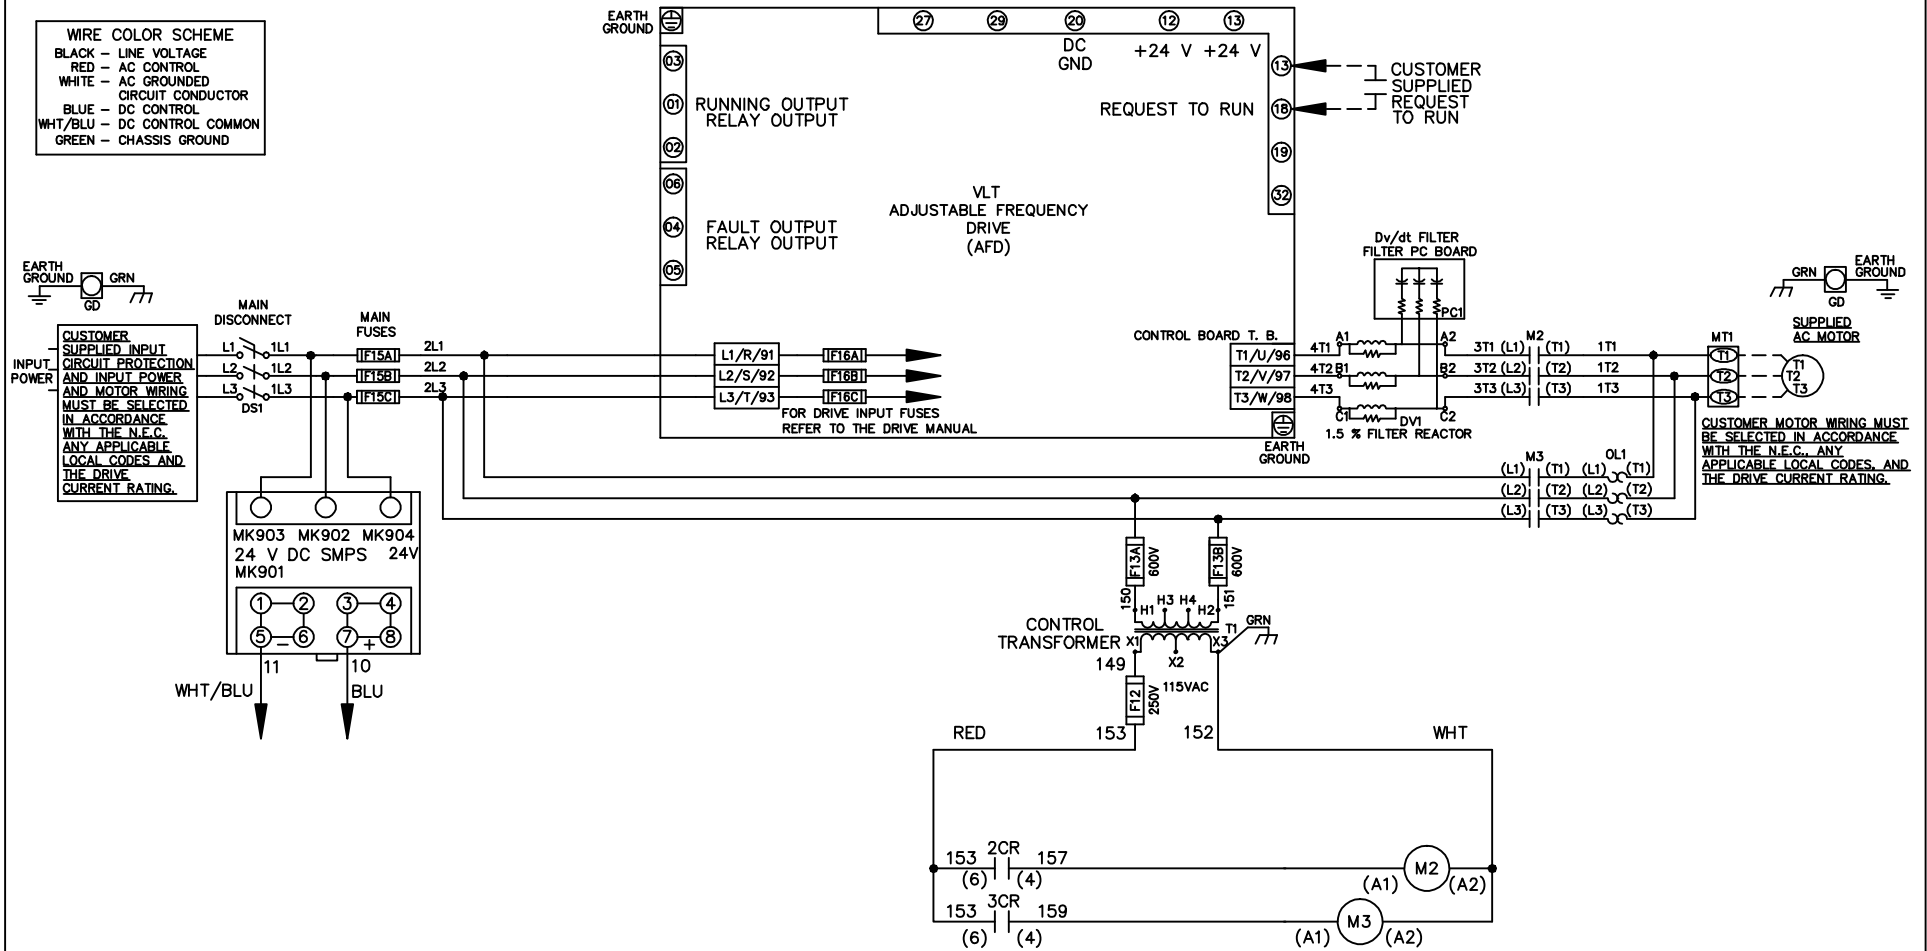 WIRE COLOR SCHEME
BLACK – LINE VOLTAGE
RED – AC CONTROL
WHITE – AC GROUNDED
CIRCUIT CONDUCTOR
BLUE – DC CONTROL
WHT/BLU – DC CONTROL COMMON
GREEN – CHASSIS GROUND
EARTH
GROUND
27
29
20
12
13
DC
GND
+24 V
+24 V
03
01
02
RUNNING OUTPUT
RELAY OUTPUT
06
04
05
FAULT OUTPUT
RELAY OUTPUT
VLT
ADJUSTABLE FREQUENCY
DRIVE
(AFD)
REQUEST TO RUN
13
18
19
32
CUSTOMER
SUPPLIED
REQUEST
TO RUN
EARTH
GROUND
GRN
GD
INPUT
POWER
CUSTOMER
SUPPLIED INPUT
CIRCUIT PROTECTION
AND INPUT POWER
AND MOTOR WIRING
MUST BE SELECTED
IN ACCORDANCE
WITH THE N.E.C.
ANY APPLICABLE
LOCAL CODES AND
THE DRIVE
CURRENT RATING.
MAIN
DISCONNECT
L1 1L1
L2 1L2
L3 1L3
DS1
MAIN
FUSES
F15A
F15B
F15C
2L1
2L2
2L3
L1/R/91
L2/S/92
L3/T/93
F16A
F16B
F16C
FOR DRIVE INPUT FUSES
REFER TO THE DRIVE MANUAL
CONTROL BOARD T. B.
T1/U/96
T2/V/97
T3/W/98
EARTH
GROUND
4T1
4T2
4T3
Dv/dt FILTER
FILTER PC BOARD
PC1
A1 A2
B1 B2
C1 C2
DV1
1.5 % FILTER REACTOR
M2
3T1 (L1) (T1) 1T1
3T2 (L2) (T2) 1T2
3T3 (L3) (T3) 1T3
MT1
T1
T2
T3
T1
T2
T3
GRN
GD
EARTH
GROUND
SUPPLIED
AC MOTOR
CUSTOMER MOTOR WIRING MUST
BE SELECTED IN ACCORDANCE
WITH THE N.E.C., ANY
APPLICABLE LOCAL CODES, AND
THE DRIVE CURRENT RATING.
M3
OL1
(L1) (T1) (L1) (T1)
(L2) (T2) (L2) (T2)
(L3) (T3) (L3) (T3)
MK903 MK902 MK904
24 V DC SMPS 24V
MK901
1 2 3 4
5 – 6 7 + 8
11
10
WHT/BLU
BLU
F13A
600V
F13B
600V
150
151
H1 H3 H4 H2
CONTROL
TRANSFORMER
X1
X2
X3
T1
GRN
149
115VAC
F12
250V
153
152
RED
WHT
153 2CR 157
(6) (4)
M2
(A1) (A2)
153 3CR 159
(6) (4)
M3
(A1) (A2)